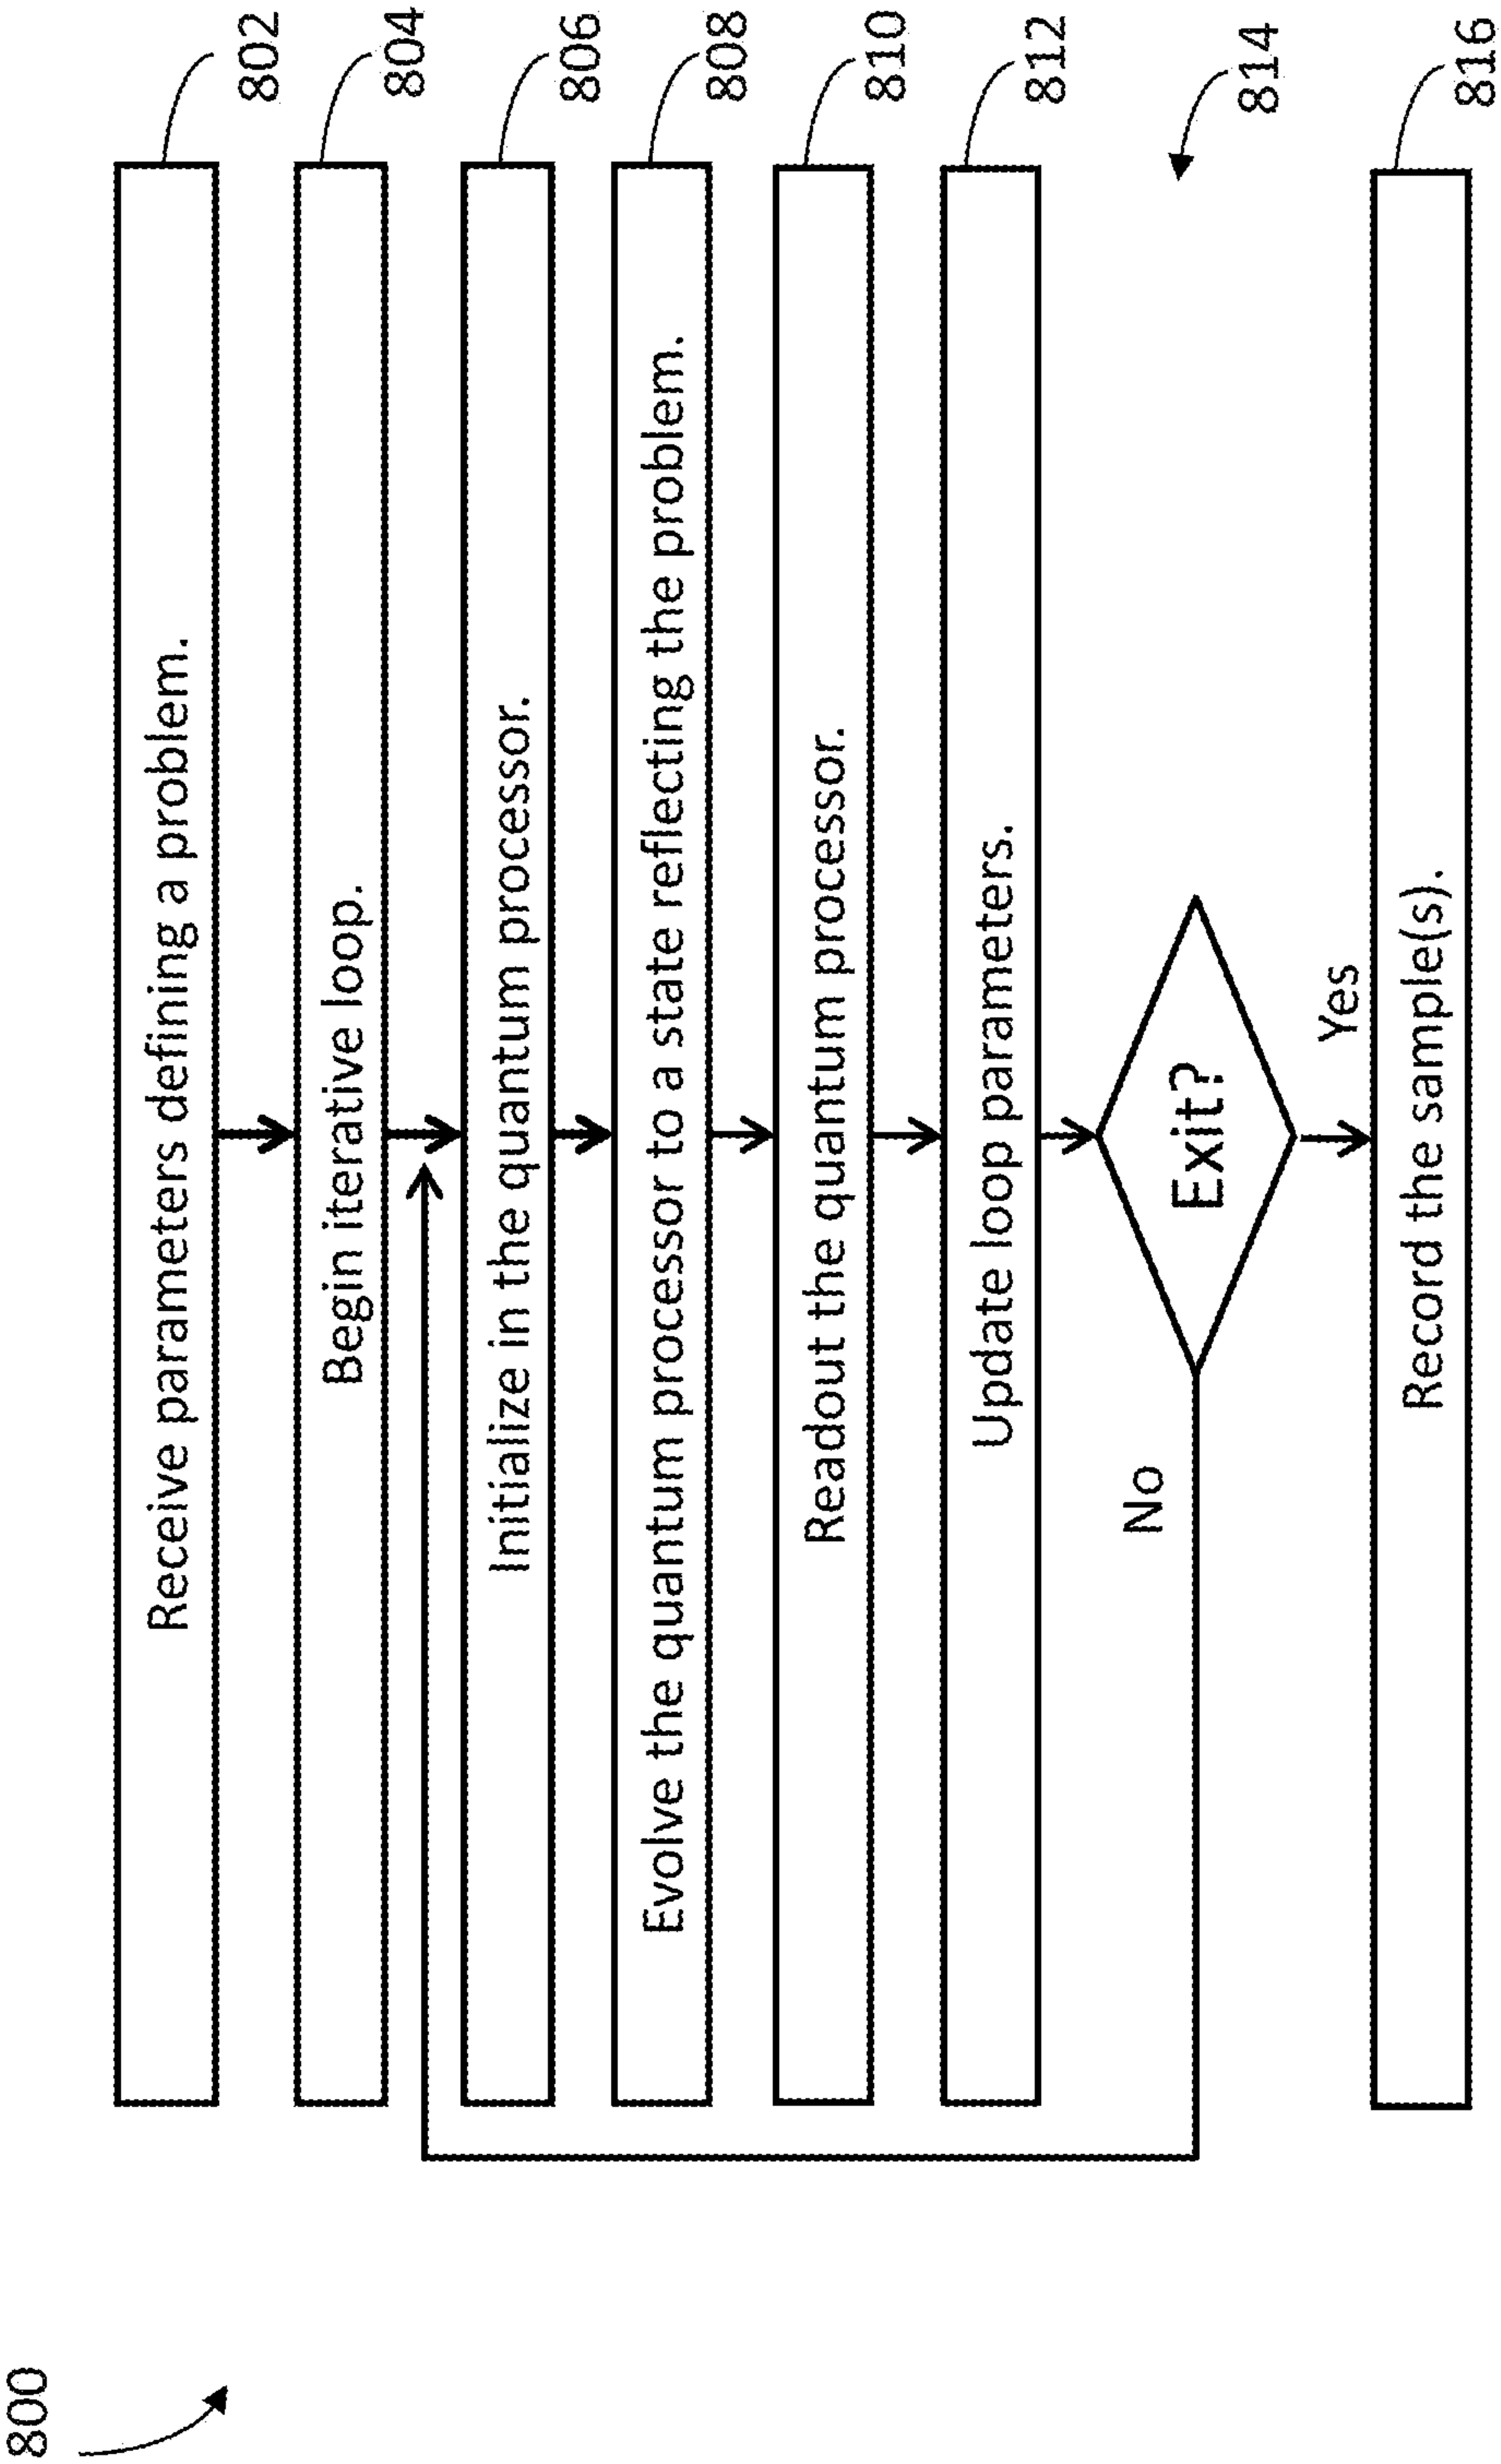 800
Receive parameters defining a problem.
802
Begin iterative loop.
804
Initialize in the quantum processor.
806
Evolve the quantum processor to a state reflecting the problem.
808
Readout the quantum processor.
810
Update loop parameters.
812
No
Exit?
814
Yes
Record the sample(s).
816